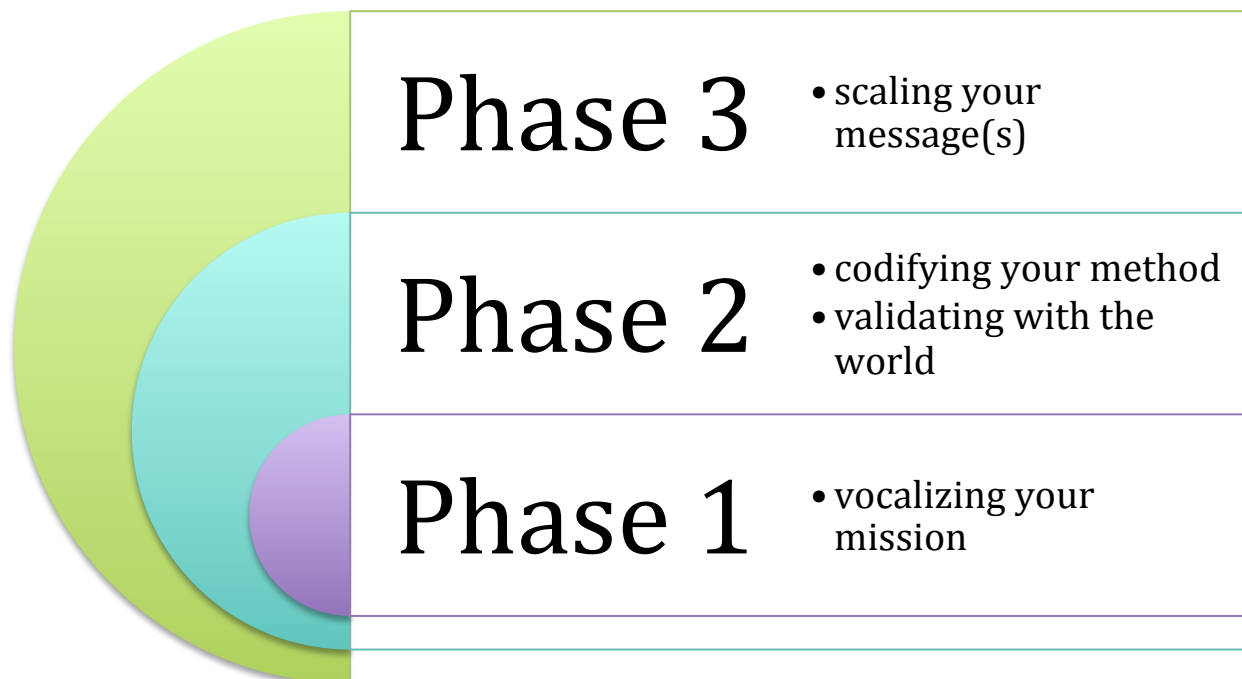 Phase 3
• scaling your
message(s)
Phase 2
• codifying your method
• validating with the
world
Phase 1
• vocalizing your
mission